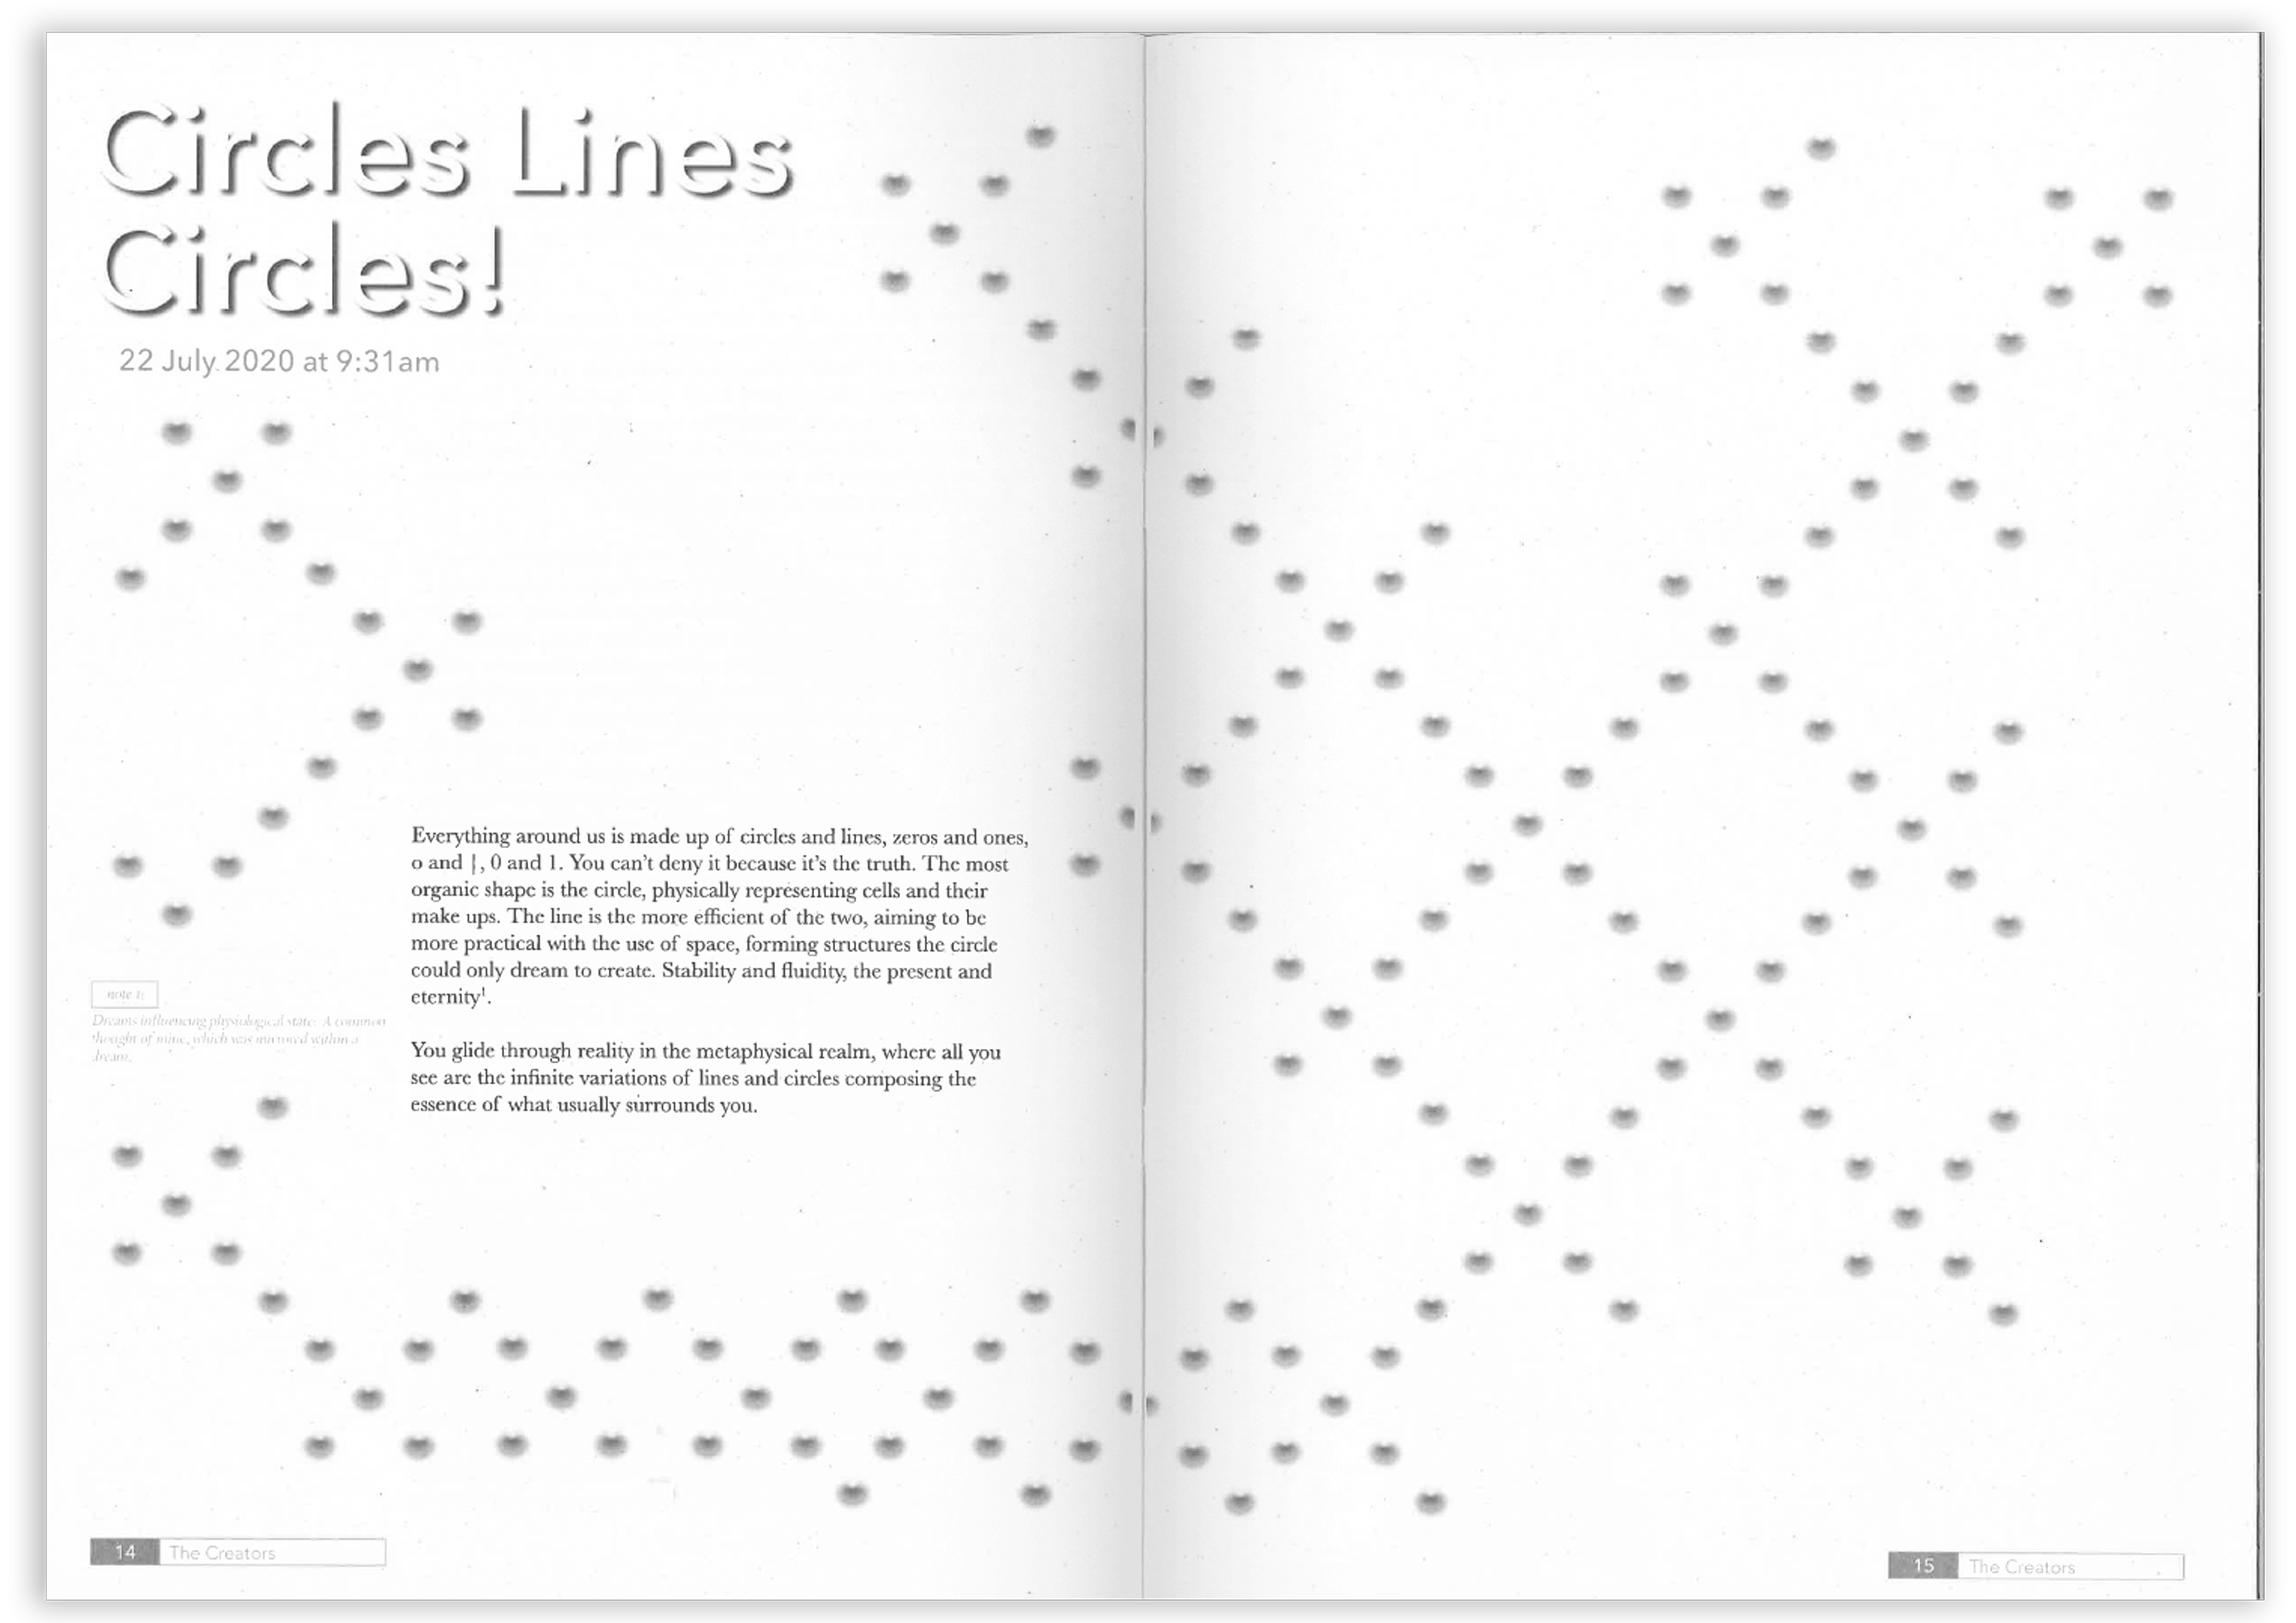 Circles Lines
Circles!
22 July 2020 at 9:31am
Everything around us is made up of circles and lines, zeros and ones,
o and |, 0 and 1. You can't deny it because it's the truth. The most
organic shape is the circle, physically representing cells and their
make ups. The line is the more efficient of the two, aiming to be
more practical with the use of space, forming structures the circle
could only dream to create. Stability and fluidity, the present and
eternity¹.
You glide through reality in the metaphysical realm, where all you
see are the infinite variations of lines and circles composing the
essence of what usually surrounds you.
note 1:
Dreams influencing physiological state: A common
thought of mine, which was mirrored within a
dream.
14 The Creators
15 The Creators